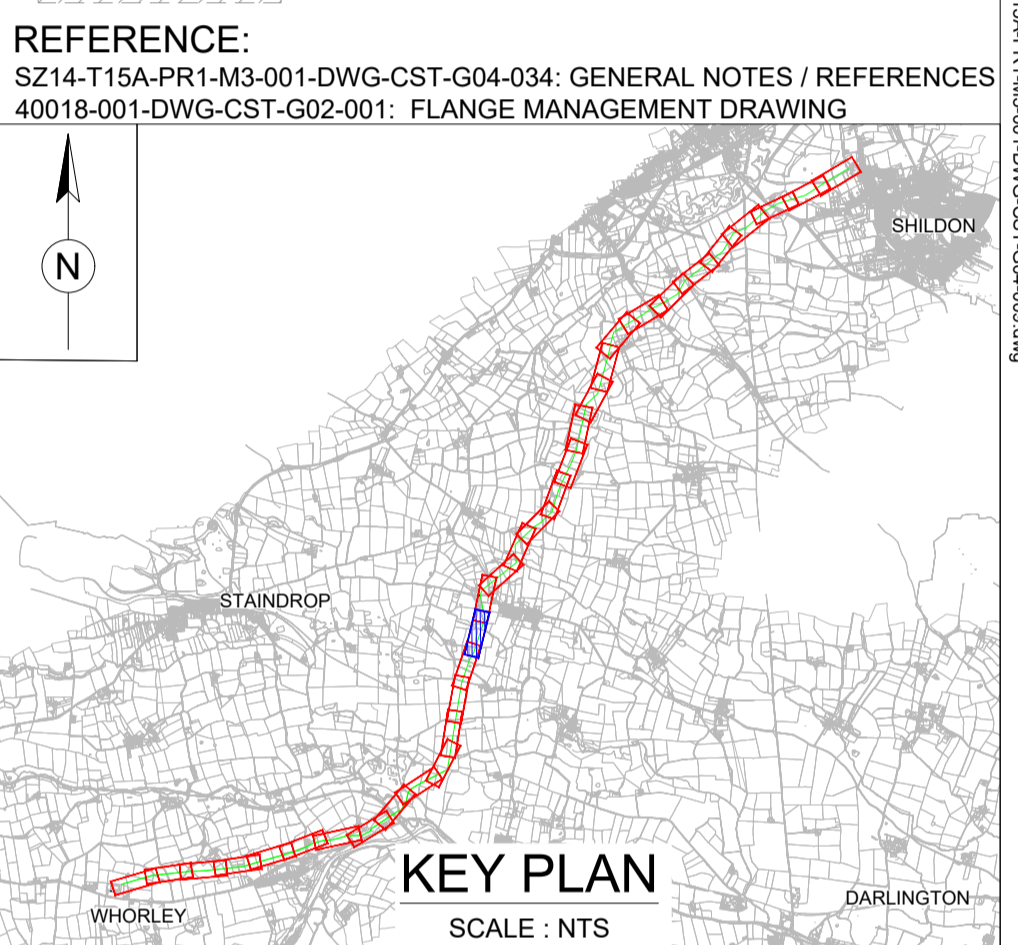 REFERENCE:
SZ14-T15A-PR1-M3-001-DWG-CST-G04-034: GENERAL NOTES / REFERENCES
40018-001-DWG-CST-G02-001: FLANGE MANAGEMENT DRAWING
N
SHILDON
STAINDROP
KEY PLAN
WHORLEY
DARLINGTON
SCALE : NTS